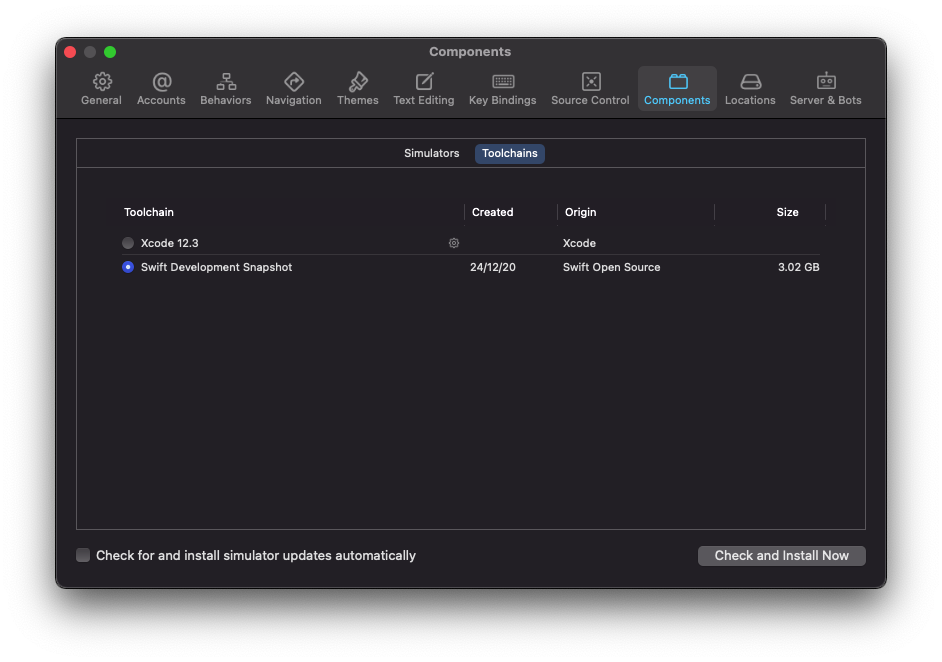 Components
General Accounts Behaviors Navigation Themes Text Editing Key Bindings Source Control Components Locations Server & Bots
Simulators Toolchains
Toolchain Created Origin Size
Xcode 12.3 Xcode
Swift Development Snapshot 24/12/20 Swift Open Source 3.02 GB
Check for and install simulator updates automatically Check and Install Now